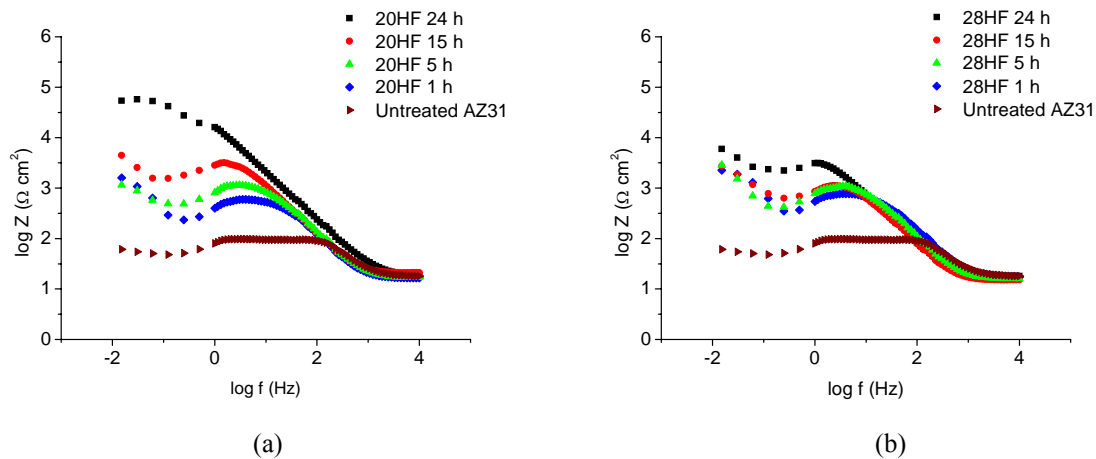 20HF 24 h
20HF 15 h
20HF 5 h
20HF 1 h
Untreated AZ31
6
5
4
3
2
1
0
log Z (Ω cm²)
-2
0
2
4
log f (Hz)
(a)
28HF 24 h
28HF 15 h
28HF 5 h
28HF 1 h
Untreated AZ31
6
5
4
3
2
1
0
log Z (Ω cm²)
-2
0
2
4
log f (Hz)
(b)